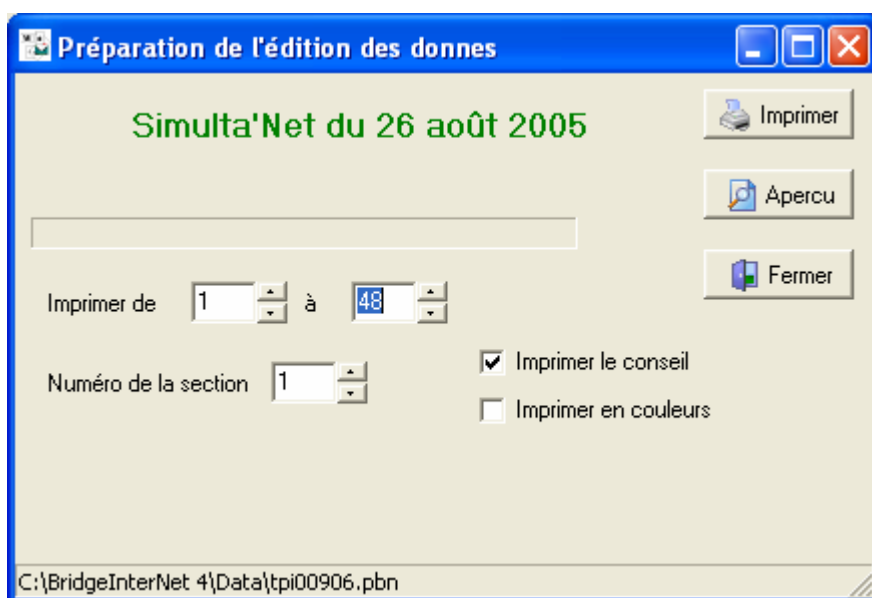 Préparation de l'édition des donnes
Simulta'Net du 26 août 2005
Imprimer
Apercu
Fermer
Imprimer de 1 à 48
Numéro de la section 1
Imprimer le conseil
Imprimer en couleurs
C:\BridgeInterNet 4\Data\tpi00906.pbn